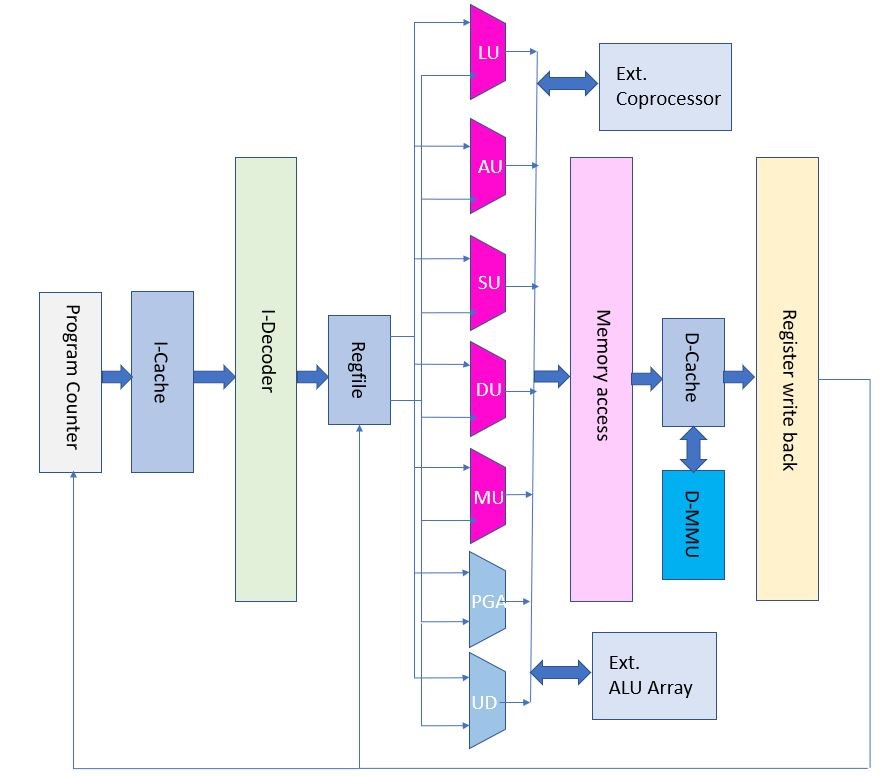 LU
Ext.
Coprocessor
AU
SU
Program Counter
I-Cache
I-Decoder
Regfile
DU
Memory access
D-Cache
Register write back
MU
D-MMU
PGA
Ext.
ALU Array
UD